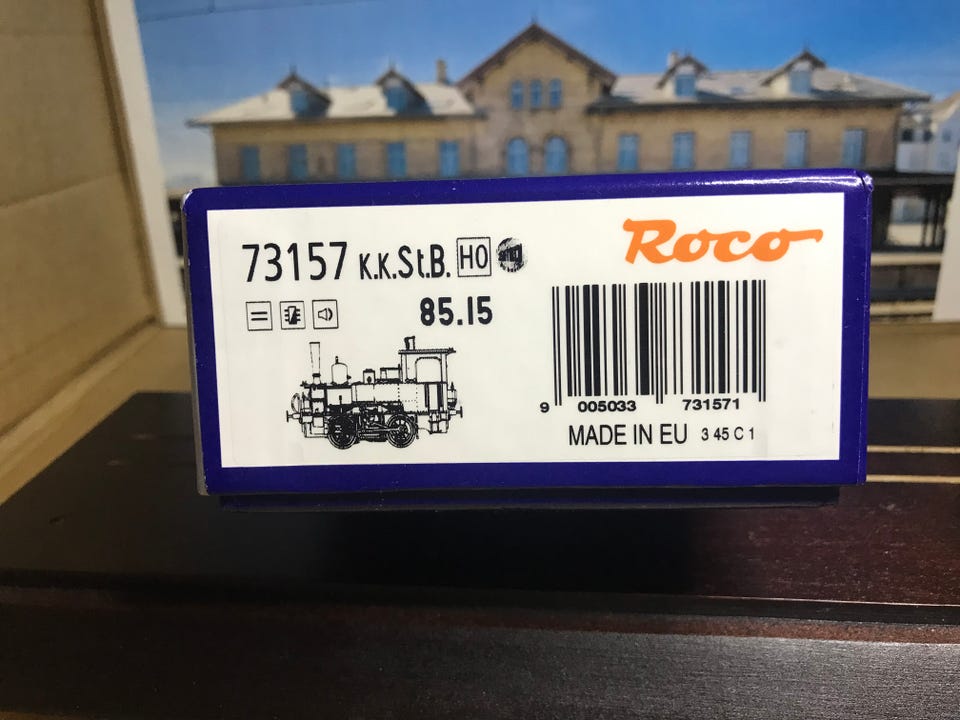 73157 K.K.St.B. H0
Roco
85.15
9 005033 731571
MADE IN EU 3 45 C 1